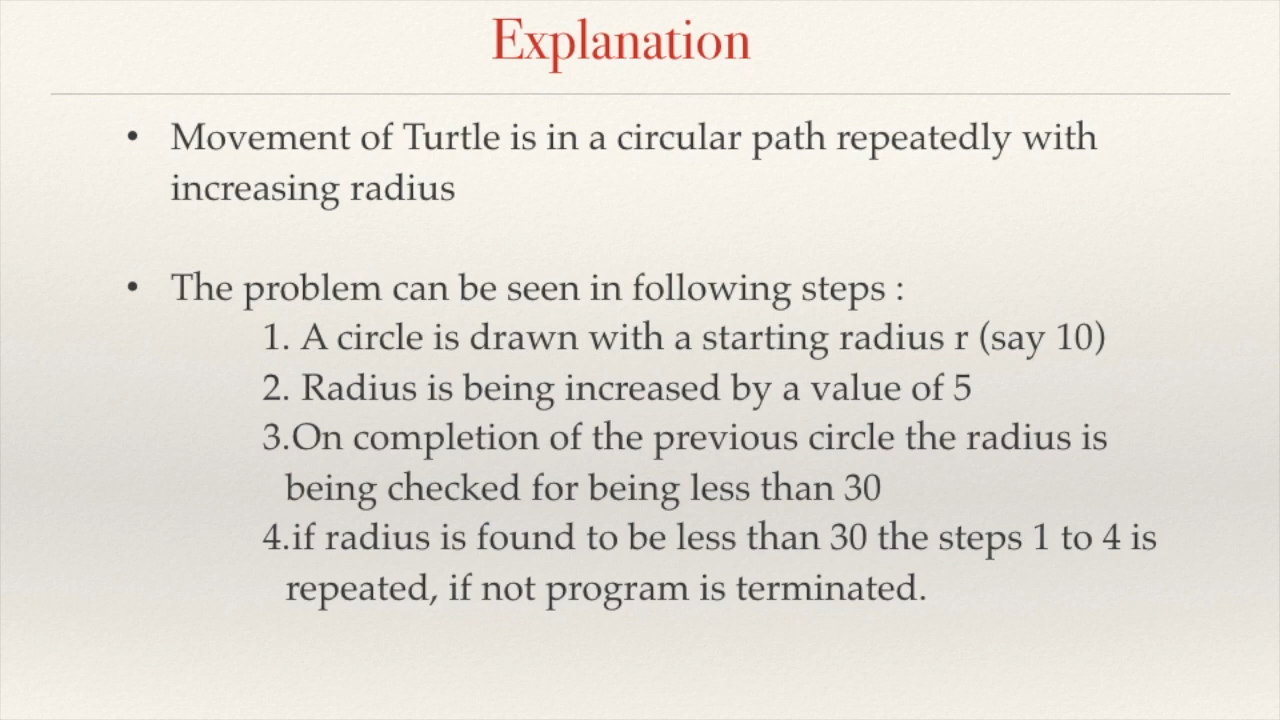 Explanation
• Movement of Turtle is in a circular path repeatedly with
increasing radius
• The problem can be seen in following steps :
1. A circle is drawn with a starting radius r (say 10)
2. Radius is being increased by a value of 5
3.On completion of the previous circle the radius is
being checked for being less than 30
4.if radius is found to be less than 30 the steps 1 to 4 is
repeated, if not program is terminated.